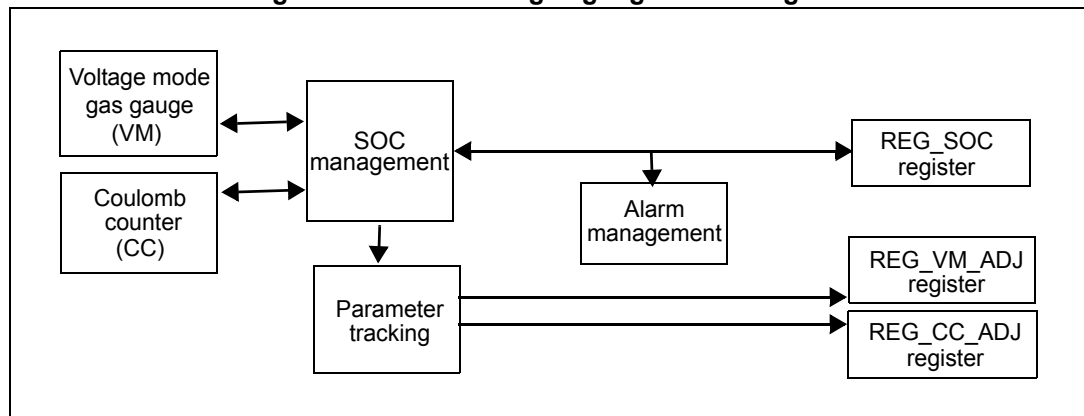 Voltage mode
gas gauge
(VM)
Coulomb
counter
(CC)
SOC
management
Parameter
tracking
Alarm
management
REG_SOC
register
REG_VM_ADJ
register
REG_CC_ADJ
register